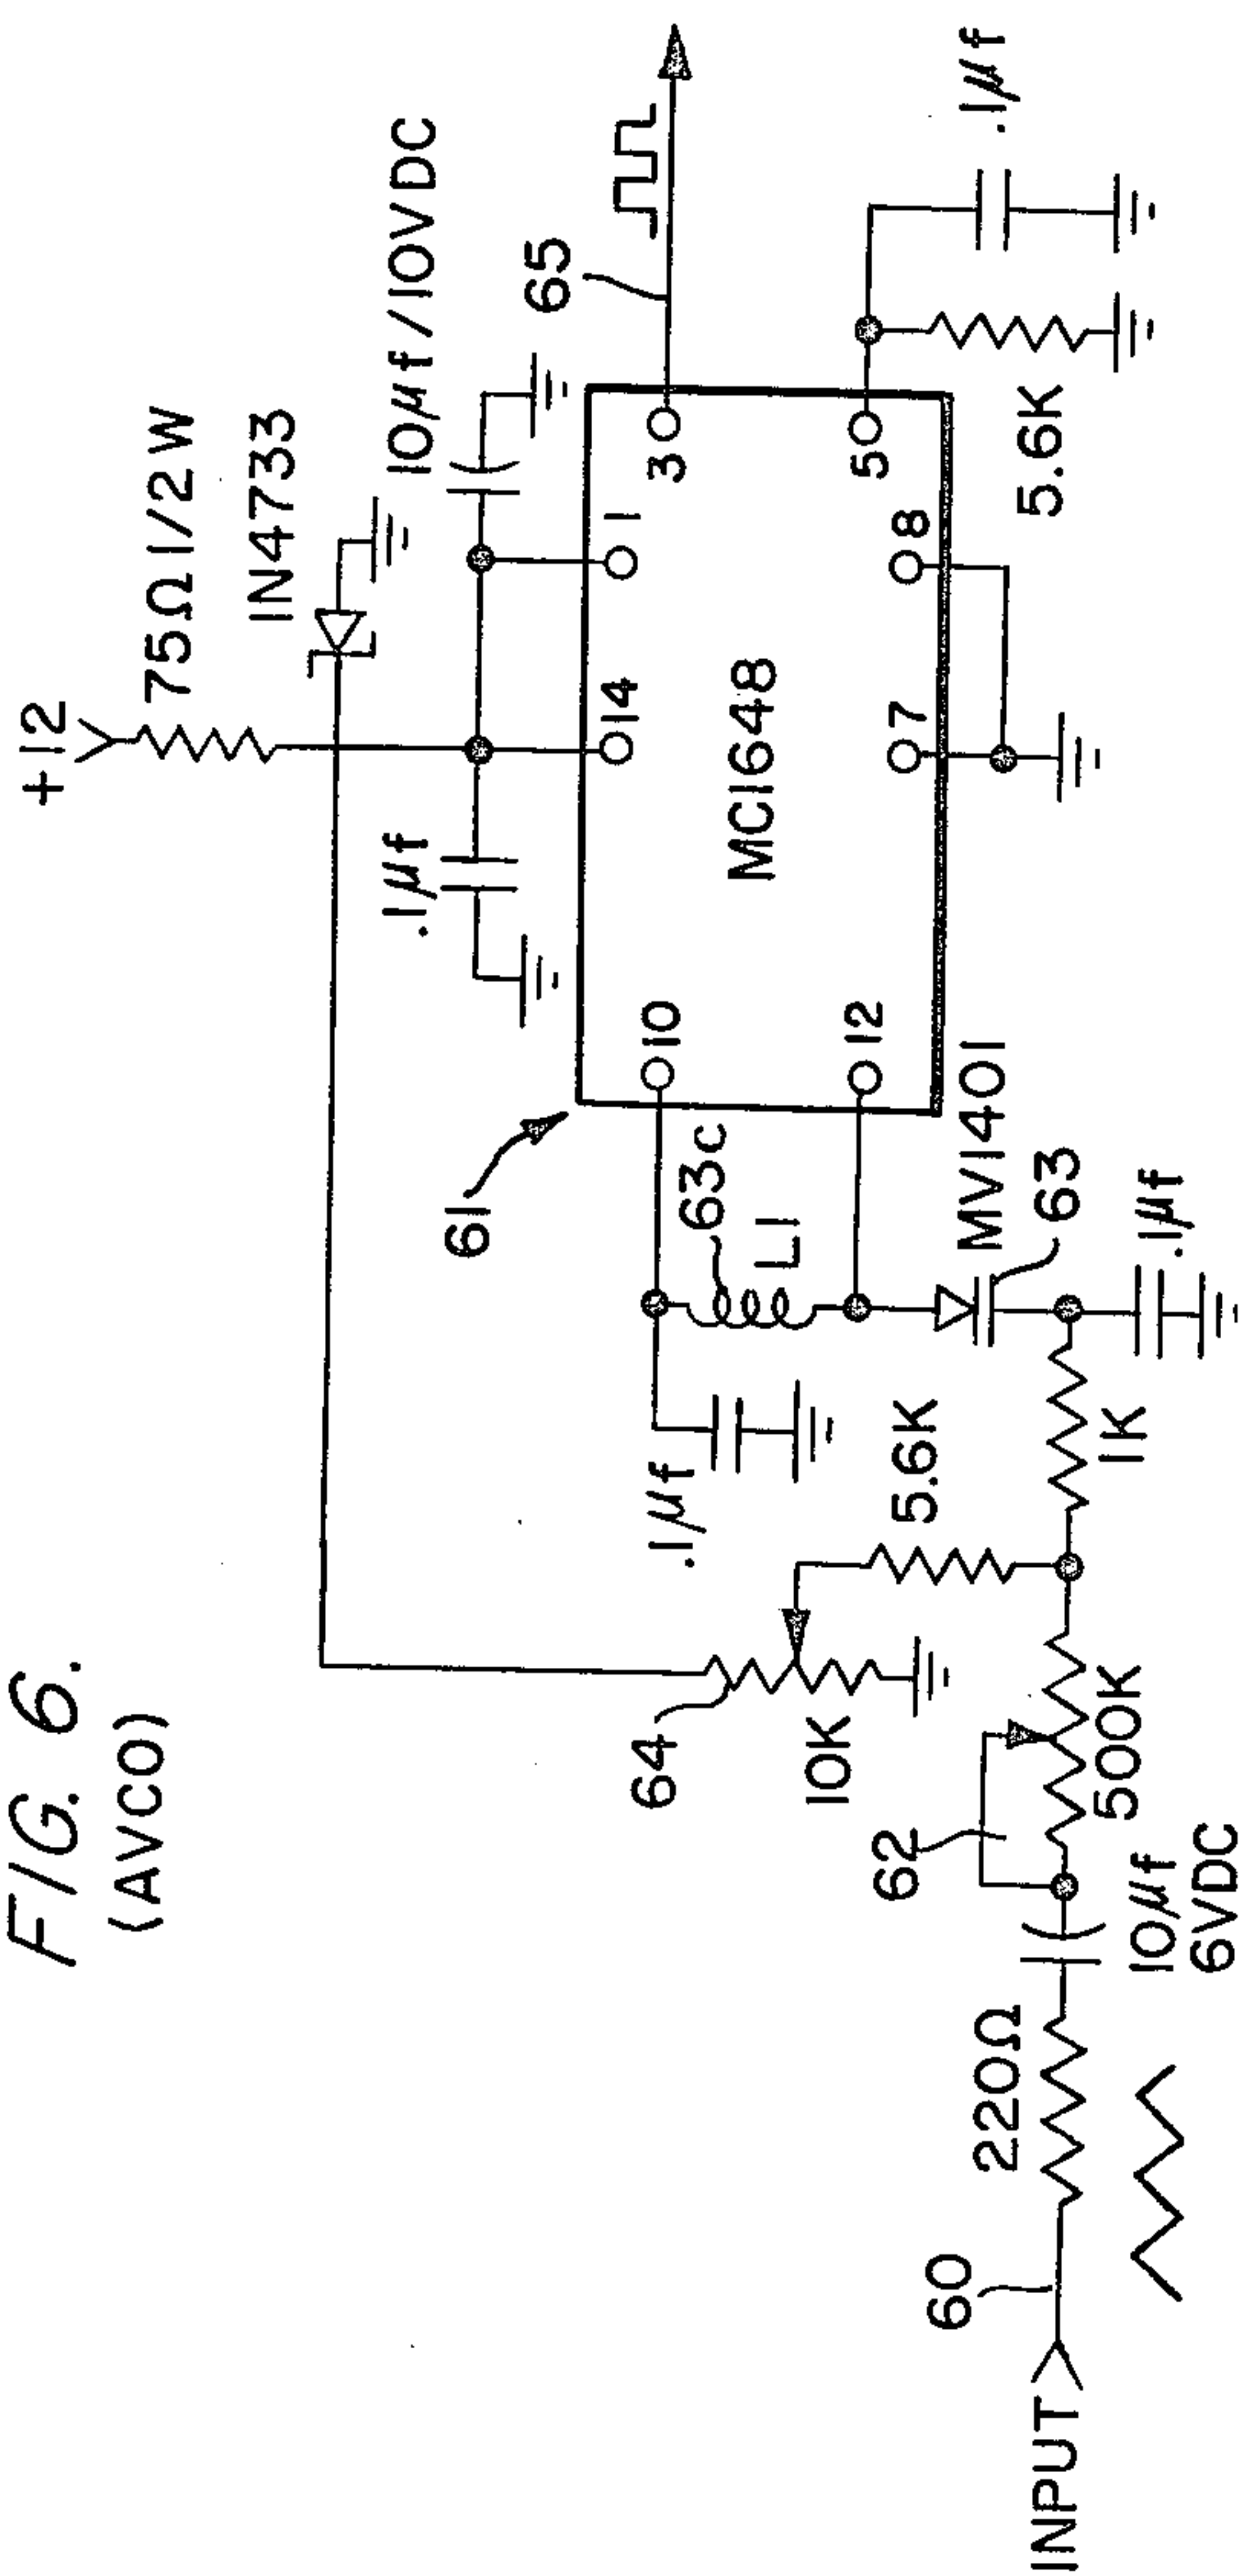 FIG. 6.
(AVCO)
+12
75Ω 1/2W
1N4733
.1µf
10µf/10VDC
61
10
14
1
3
65
63c
L1
MC1648
12
7
8
5
.1µf
.1µf
64
10K
5.6K
MV1401
63
5.6K
62
500K
1K
.1µf
60
220Ω
10µf
6VDC
INPUT